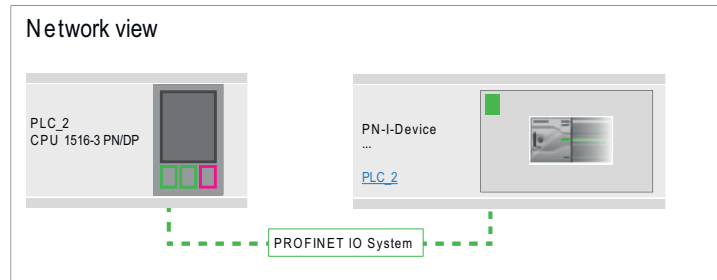 Network view
PLC_2
CPU 1516-3 PN/DP
PN-I-Device
...
PLC_2
PROFINET IO System